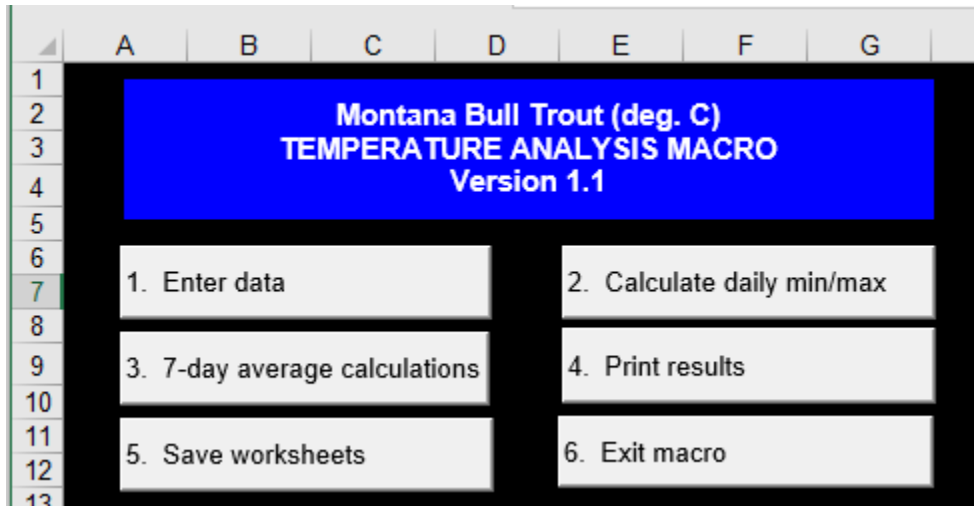 A B C D E F G
1
2
3
4
5
6
7
8
9
10
11
12
13
Montana Bull Trout (deg. C)
TEMPERATURE ANALYSIS MACRO
Version 1.1
1. Enter data
2. Calculate daily min/max
3. 7-day average calculations
4. Print results
5. Save worksheets
6. Exit macro